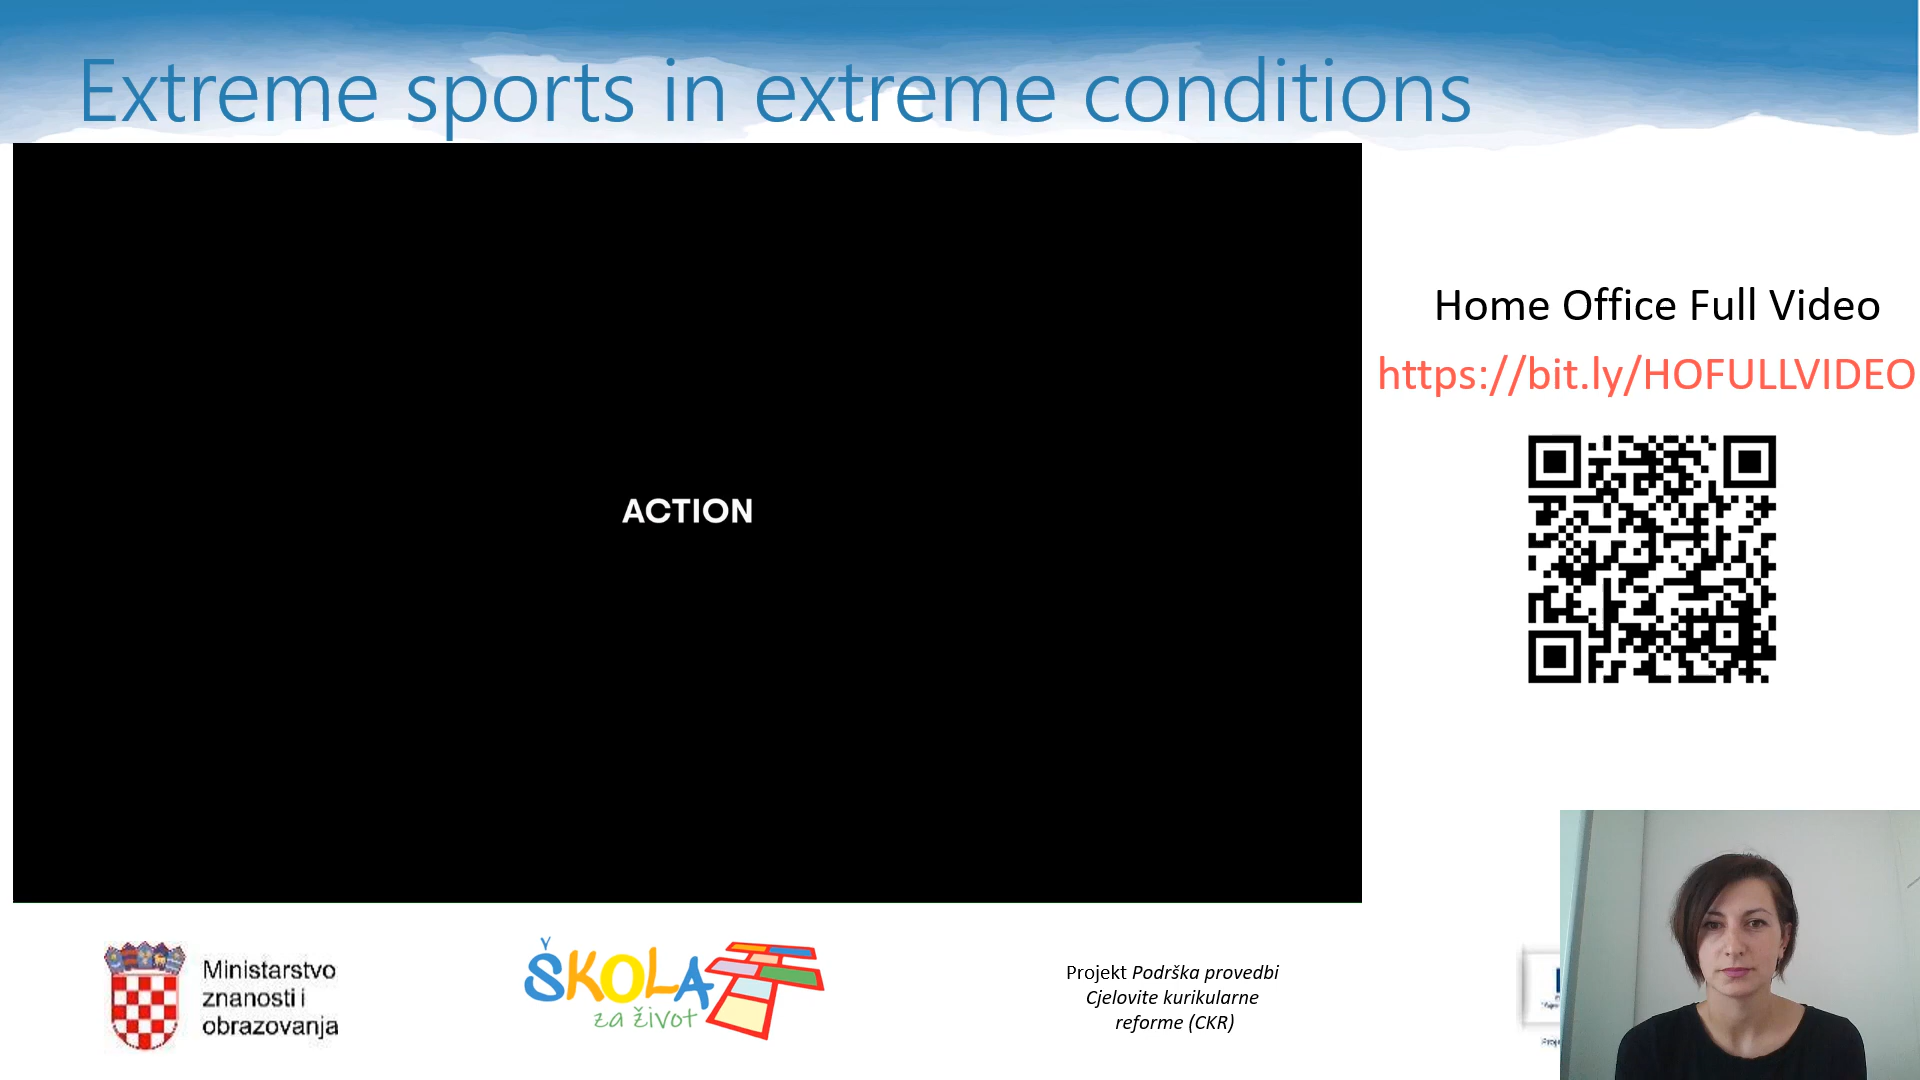 Extreme sports in extreme conditions
ACTION
Home Office Full Video
https://bit.ly/HOFULLVIDEO
Ministarstvo
znanosti i
obrazovanja
ŠKOLA
za život
Projekt Podrška provedbi
Cjelovite kurikularne
reforme (CKR)